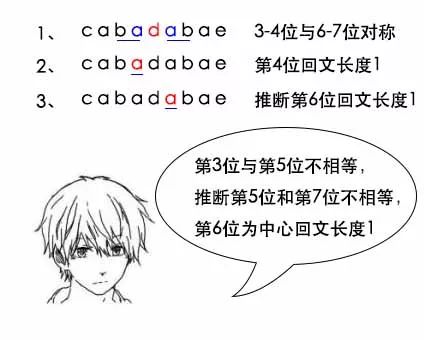 1、 cabadabae 3-4位与6-7位对称
2、 cabadabae 第4位回文长度1
3、 cabadabae 推断第6位回文长度1
第3位与第5位不相等，
推断第5位和第7位不相等，
第6位为中心回文长度1